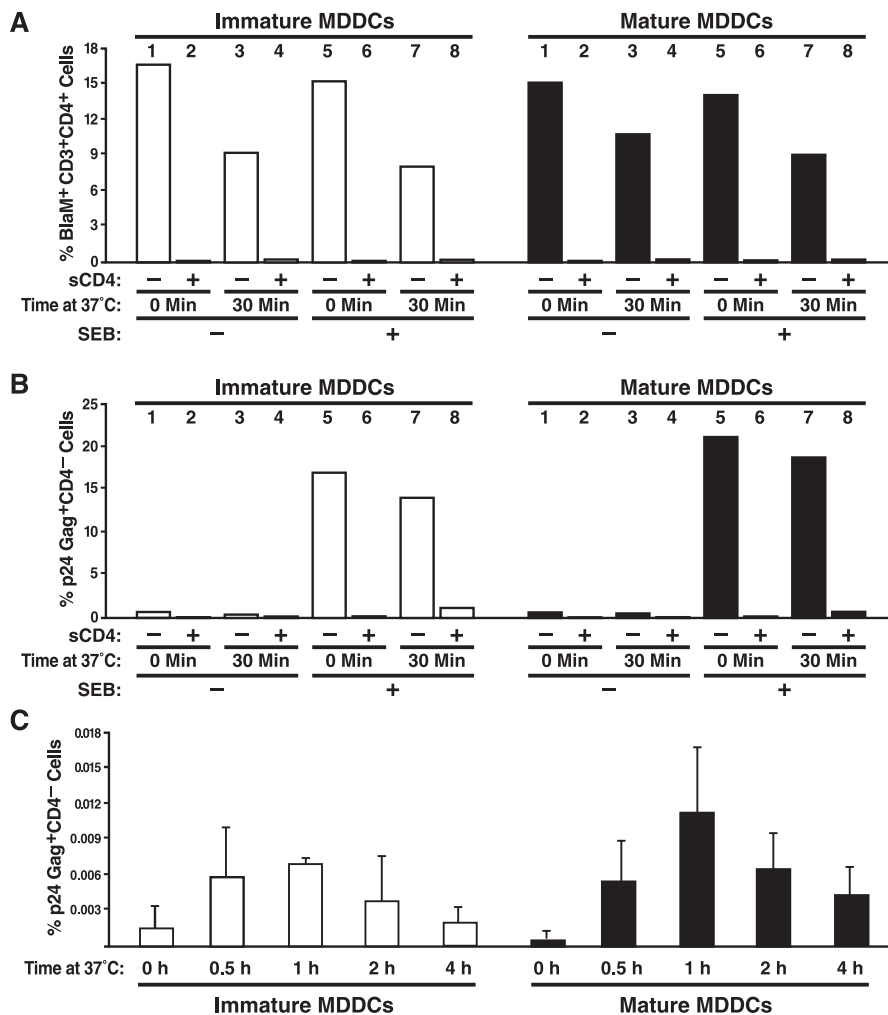 A
Immature MDDCs Mature MDDCs
% BlaM+ CD3+CD4+ Cells
18
15
12
9
6
3
0
1 2 3 4 5 6 7 8 1 2 3 4 5 6 7 8
sCD4: − + − + − + − + − + − + − + − +
Time at 37˚C: 0 Min 30 Min 0 Min 30 Min 0 Min 30 Min 0 Min 30 Min
SEB: − + − +
B
Immature MDDCs Mature MDDCs
% p24 Gag+CD4− Cells
25
20
15
10
5
0
1 2 3 4 5 6 7 8 1 2 3 4 5 6 7 8
sCD4: − + − + − + − + − + − + − + − +
Time at 37˚C: 0 Min 30 Min 0 Min 30 Min 0 Min 30 Min 0 Min 30 Min
SEB: − + − +
C
% p24 Gag+CD4− Cells
0.018
0.015
0.012
0.009
0.006
0.003
Time at 37˚C: 0 h 0.5 h 1 h 2 h 4 h 0 h 0.5 h 1 h 2 h 4 h
Immature MDDCs Mature MDDCs